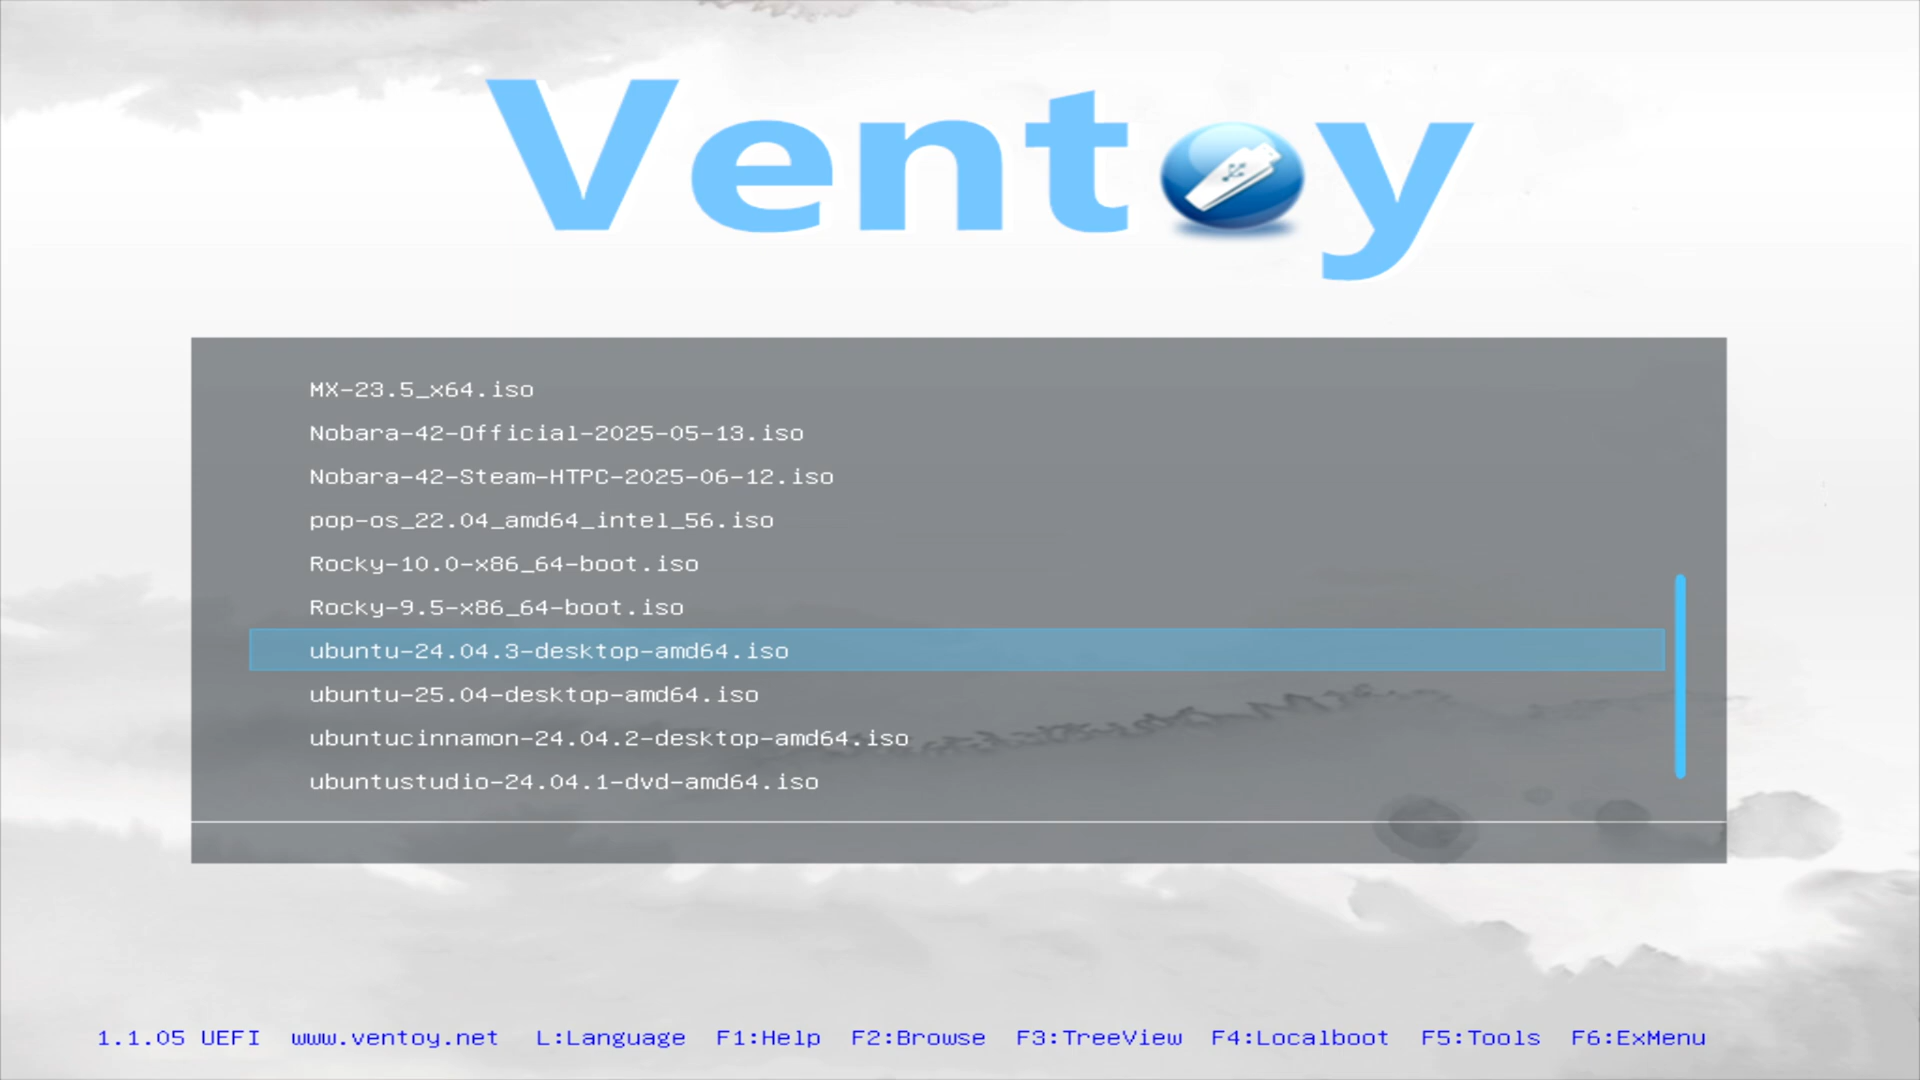 Ventoy
MX-23.5_x64.iso
Nobara-42-Official-2025-05-13.iso
Nobara-42-Steam-HTPC-2025-06-12.iso
pop-os_22.04_amd64_intel_56.iso
Rocky-10.0-x86_64-boot.iso
Rocky-9.5-x86_64-boot.iso
ubuntu-24.04.3-desktop-amd64.iso
ubuntu-25.04-desktop-amd64.iso
ubuntucinnamon-24.04.2-desktop-amd64.iso
ubuntustudio-24.04.1-dvd-amd64.iso
1.1.05 UEFI www.ventoy.net L:Language F1:Help F2:Browse F3:TreeView F4:Localboot F5:Tools F6:ExMenu